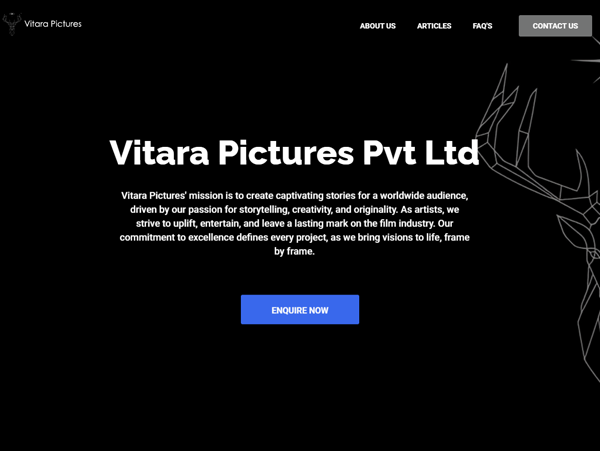 Vitara Pictures
ABOUT US
ARTICLES
FAQ'S
CONTACT US
Vitara Pictures Pvt Ltd
Vitara Pictures' mission is to create captivating stories for a worldwide audience,
driven by our passion for storytelling, creativity, and originality. As artists, we
strive to uplift, entertain, and leave a lasting mark on the film industry. Our
commitment to excellence defines every project, as we bring visions to life, frame
by frame.
ENQUIRE NOW